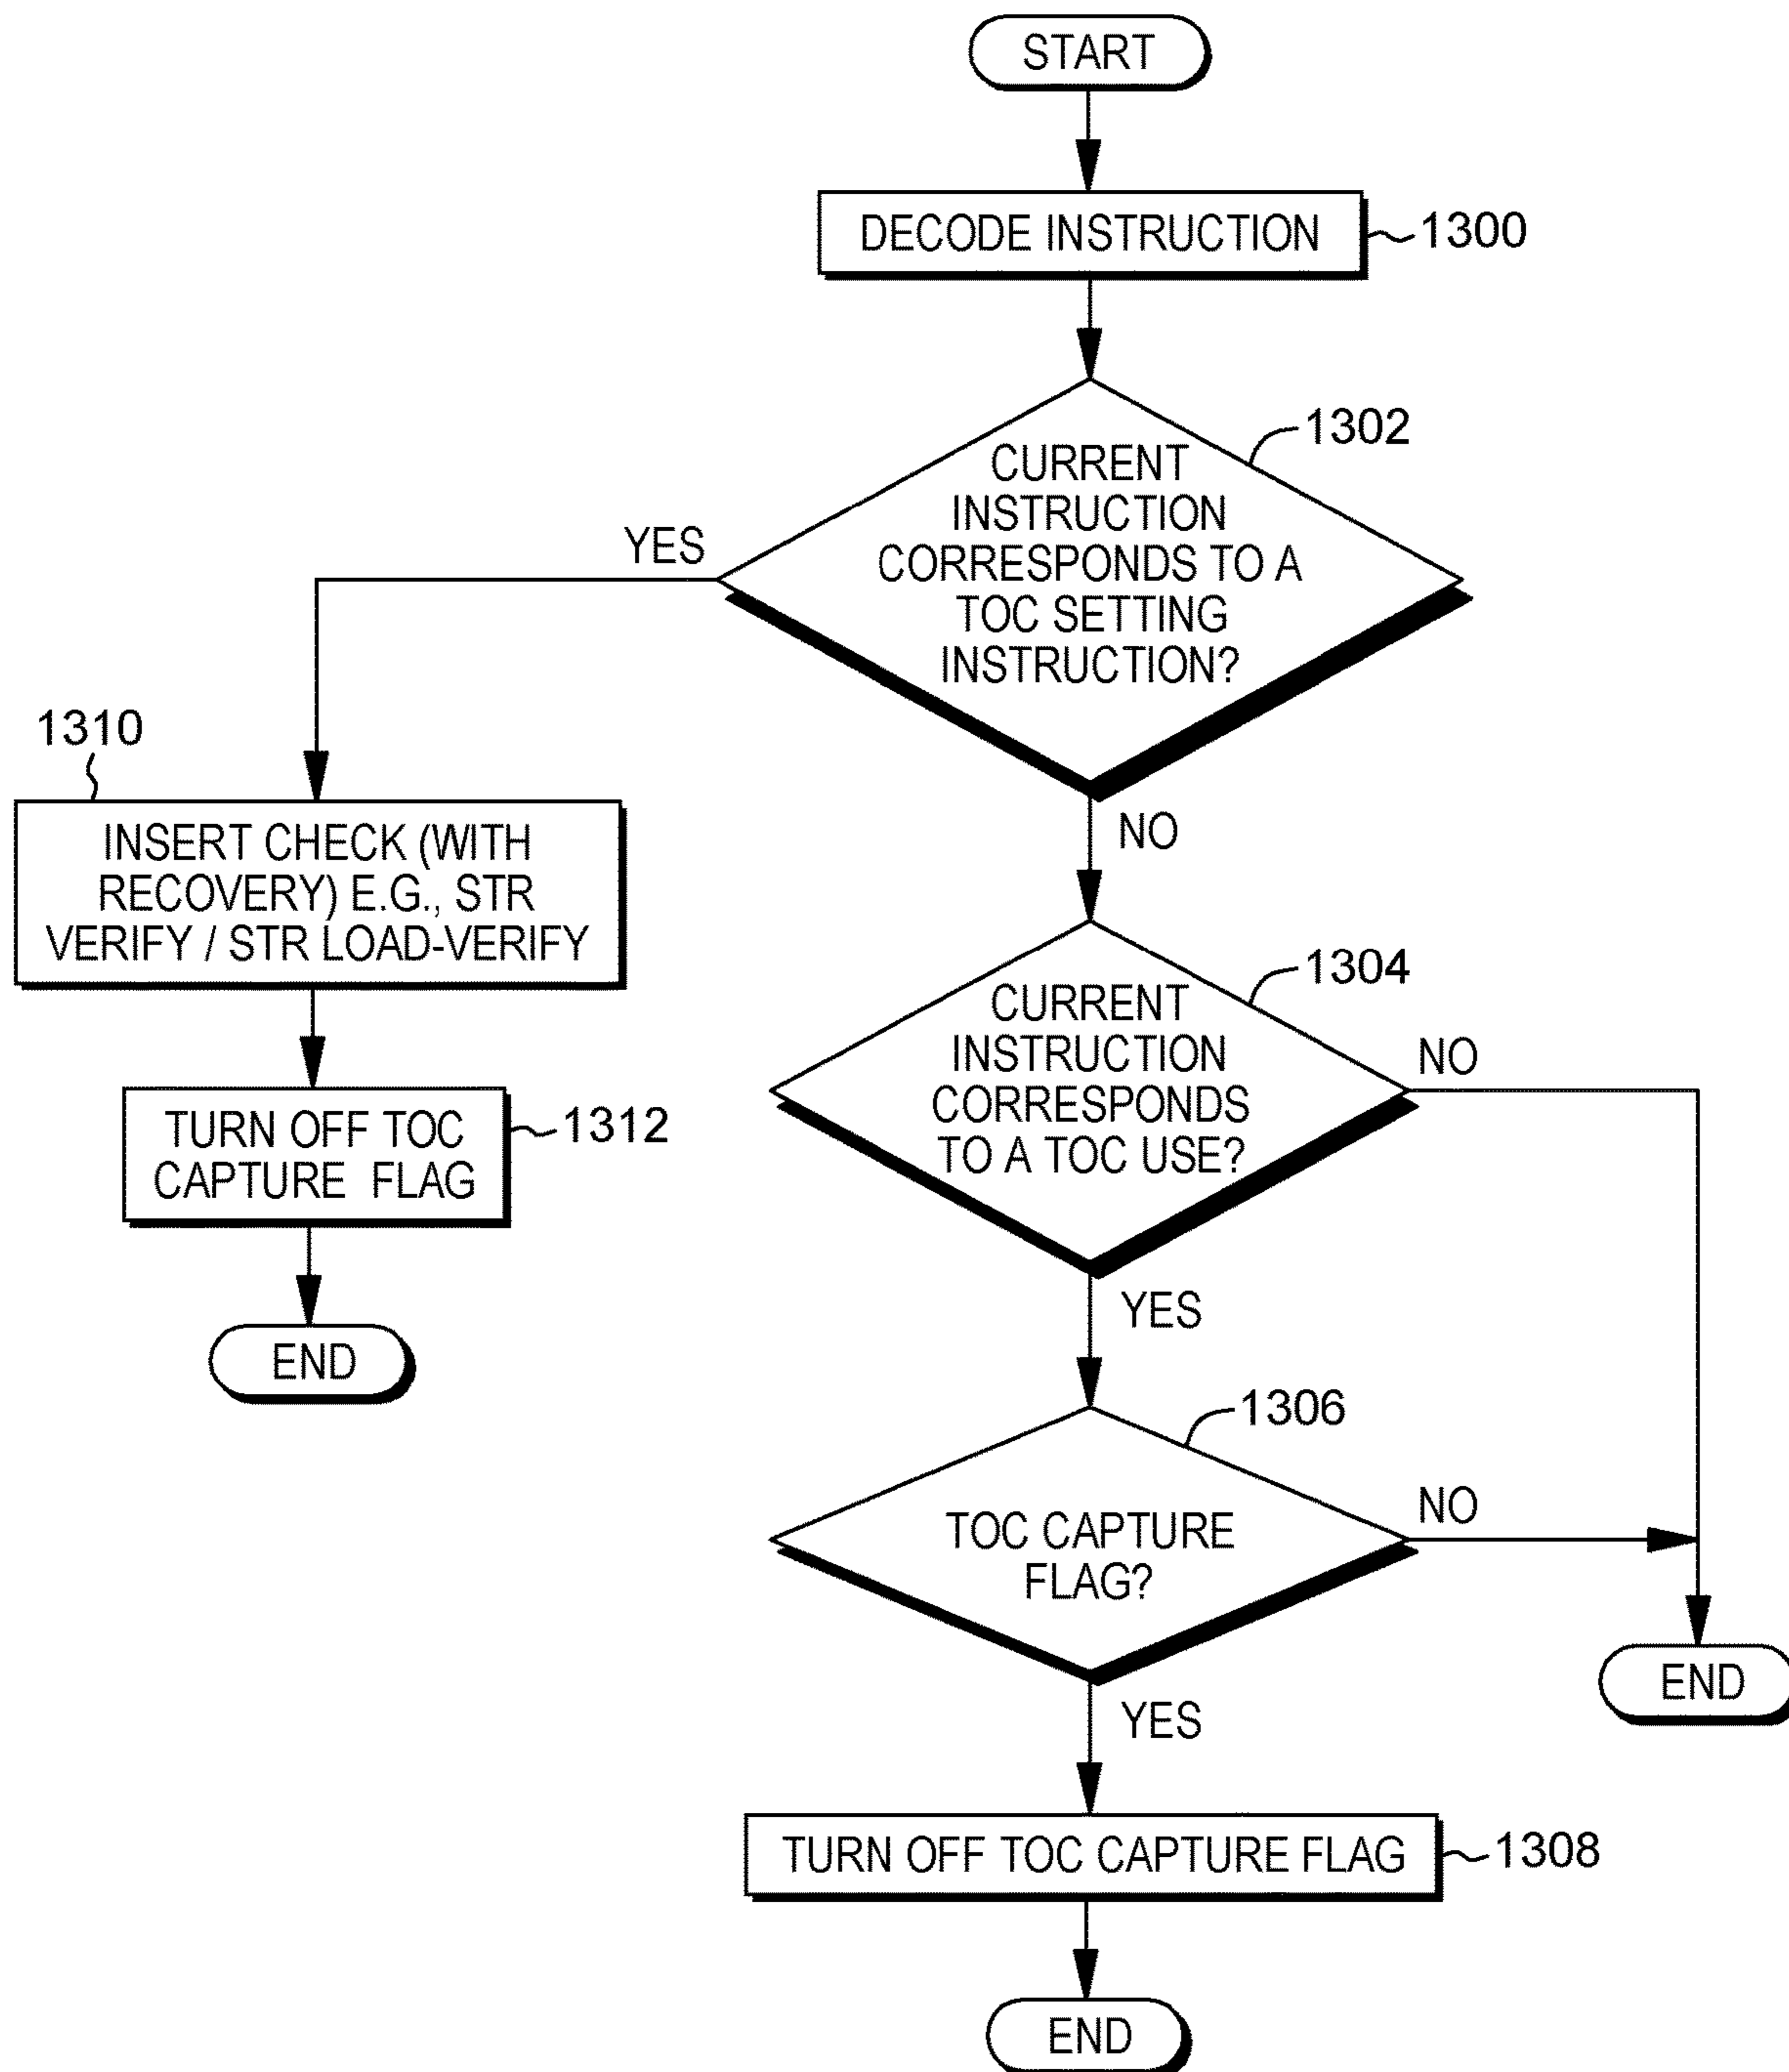 START
DECODE INSTRUCTION
1300
1302
CURRENT
INSTRUCTION
CORRESPONDS TO A
TOC SETTING
INSTRUCTION?
YES
NO
1310
INSERT CHECK (WITH
RECOVERY) E.G., STR
VERIFY / STR LOAD-VERIFY
TURN OFF TOC
CAPTURE FLAG
1312
END
1304
CURRENT
INSTRUCTION
CORRESPONDS
TO A TOC USE?
NO
YES
1306
TOC CAPTURE
FLAG?
NO
END
YES
TURN OFF TOC CAPTURE FLAG
1308
END